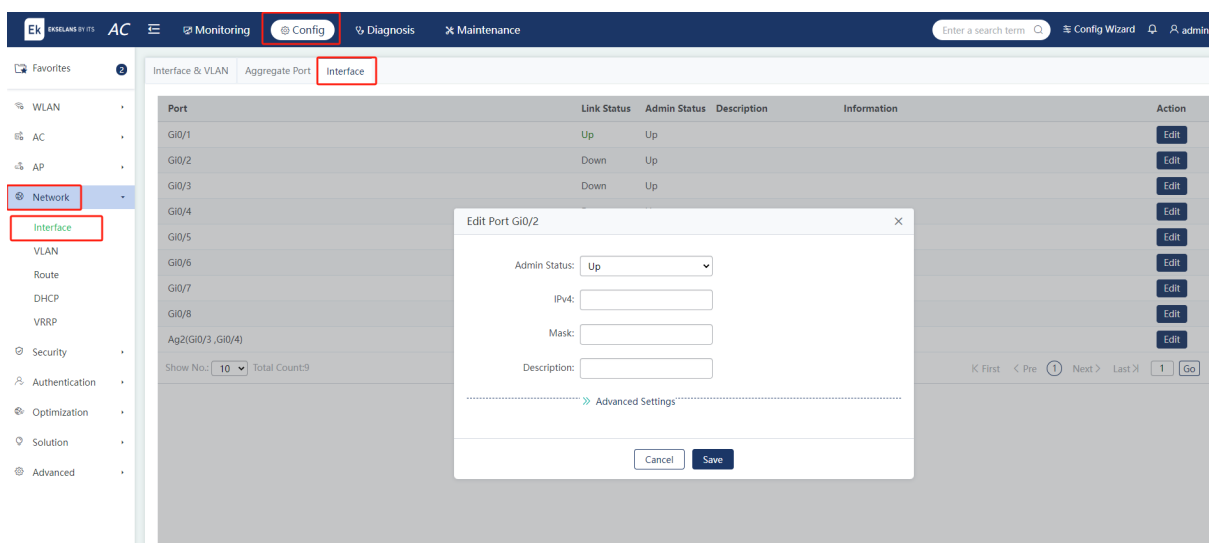 Ek EKSELANS BY ITS AC Monitoring Config Diagnosis Maintenance Enter a search term Config Wizard admin
Favorites 2
Interface & VLAN Aggregate Port Interface
WLAN
AC
AP
Network
Interface
VLAN
Route
DHCP
VRRP
Security
Authentication
Optimization
Solution
Advanced
Port Link Status Admin Status Description Information Action
Gi0/1 Up Up Edit
Gi0/2 Down Up Edit
Gi0/3 Down Up Edit
Gi0/4 Edit
Gi0/5 Edit
Gi0/6 Edit
Gi0/7 Edit
Gi0/8 Edit
Ag2(Gi0/3 ,Gi0/4) Edit
Show No.: 10 Total Count:9 First Pre 1 Next Last 1 Go
Edit Port Gi0/2
Admin Status: Up
IPv4:
Mask:
Description:
Advanced Settings
Cancel Save